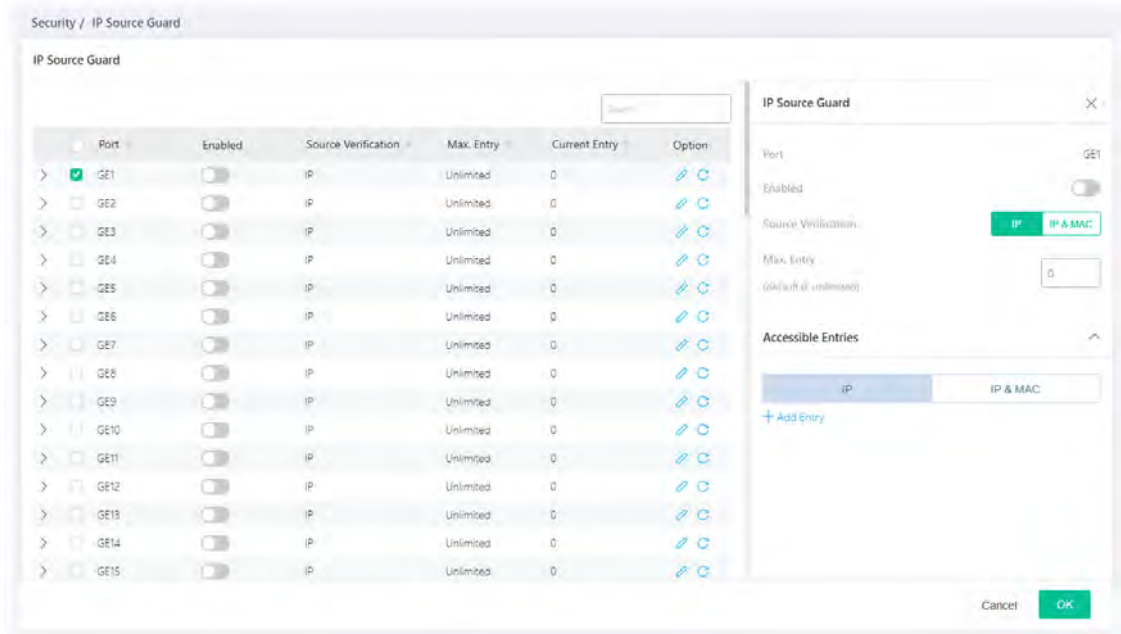 Security / IP Source Guard
IP Source Guard
Port Enabled Source Verification Max. Entry Current Entry Option
GE1 IP Unlimited 0
GE2 IP Unlimited 0
GE3 IP Unlimited 0
GE4 IP Unlimited 0
GE5 IP Unlimited 0
GE6 IP Unlimited 0
GE7 IP Unlimited 0
GE8 IP Unlimited 0
GE9 IP Unlimited 0
GE10 IP Unlimited 0
GE11 IP Unlimited 0
GE12 IP Unlimited 0
GE13 IP Unlimited 0
GE14 IP Unlimited 0
GE15 IP Unlimited 0
IP Source Guard
Port GE1
Enabled
Source Verification IP IP & MAC
Max. Entry 0
unlimited)
Accessible Entries
IP IP & MAC
+ Add Entry
Cancel OK